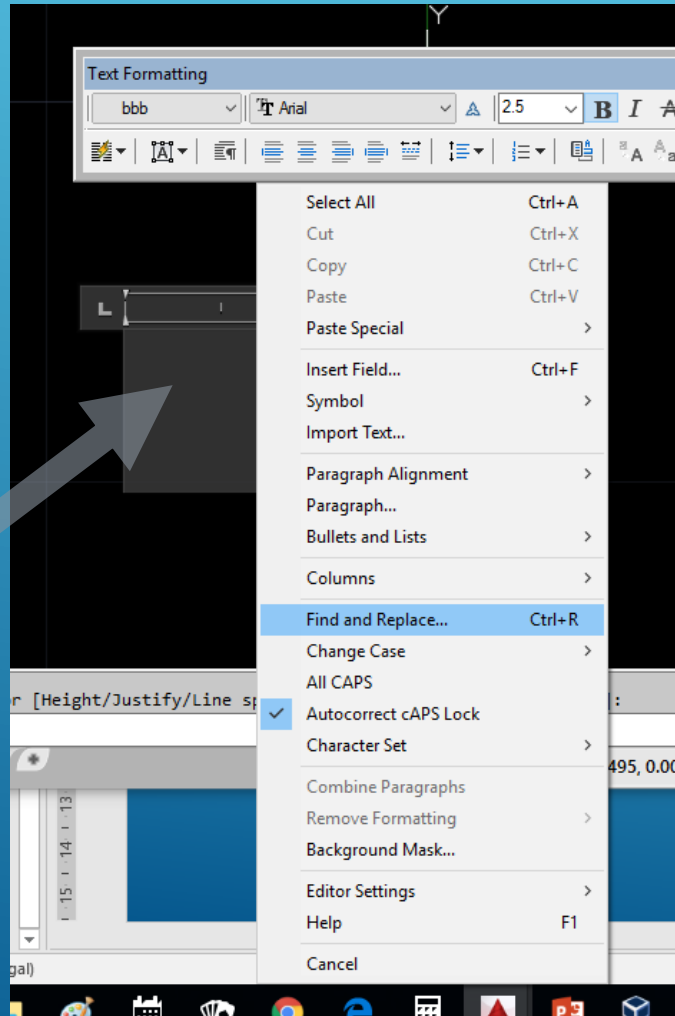 Y
Text Formatting
bbb Arial 2.5 B I A
Select All Ctrl+A
Cut Ctrl+X
Copy Ctrl+C
Paste Ctrl+V
Paste Special
Insert Field... Ctrl+F
Symbol
Import Text...
Paragraph Alignment
Paragraph...
Bullets and Lists
Columns
Find and Replace... Ctrl+R
Change Case
All CAPS
r [Height/Justify/Line sp ]:
Autocorrect cAPS Lock
Character Set
495, 0.00
Combine Paragraphs
Remove Formatting
Background Mask...
13
14
15
Editor Settings
Help F1
Cancel
gal)